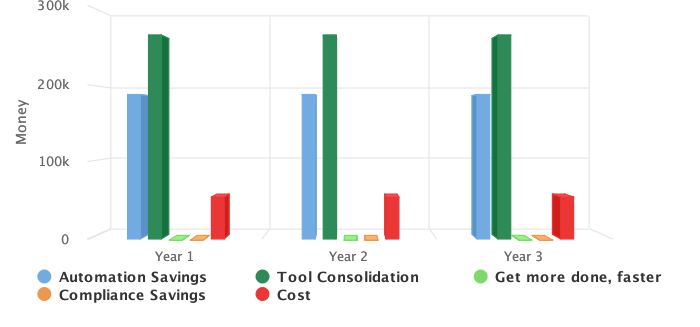 300k
200k
100k
0
Money
Year 1
Year 2
Year 3
Automation Savings
Tool Consolidation
Get more done, faster
Compliance Savings
Cost